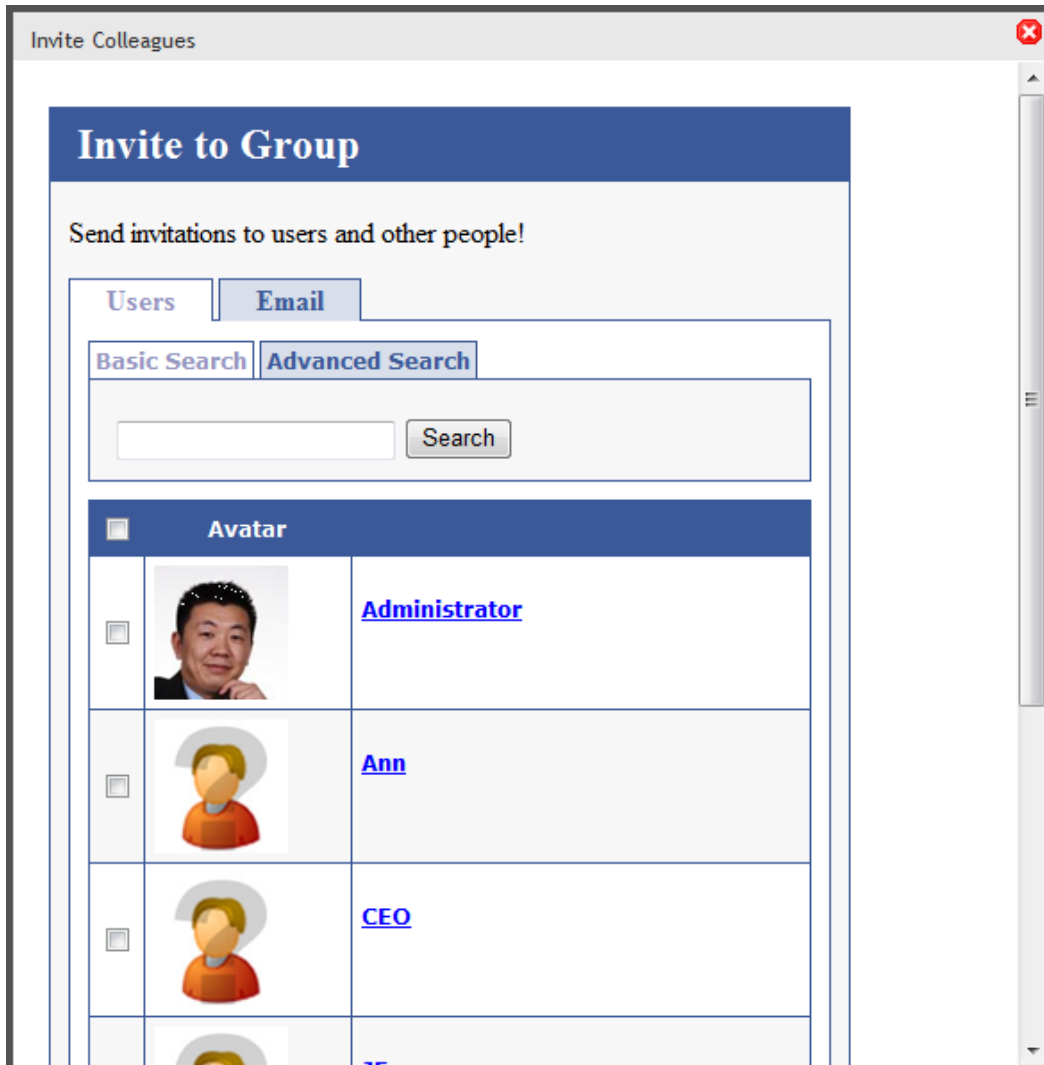 Invite Colleagues
Invite to Group
Send invitations to users and other people!
Users Email
Basic Search Advanced Search
Search
Avatar
Administrator
Ann
CEO